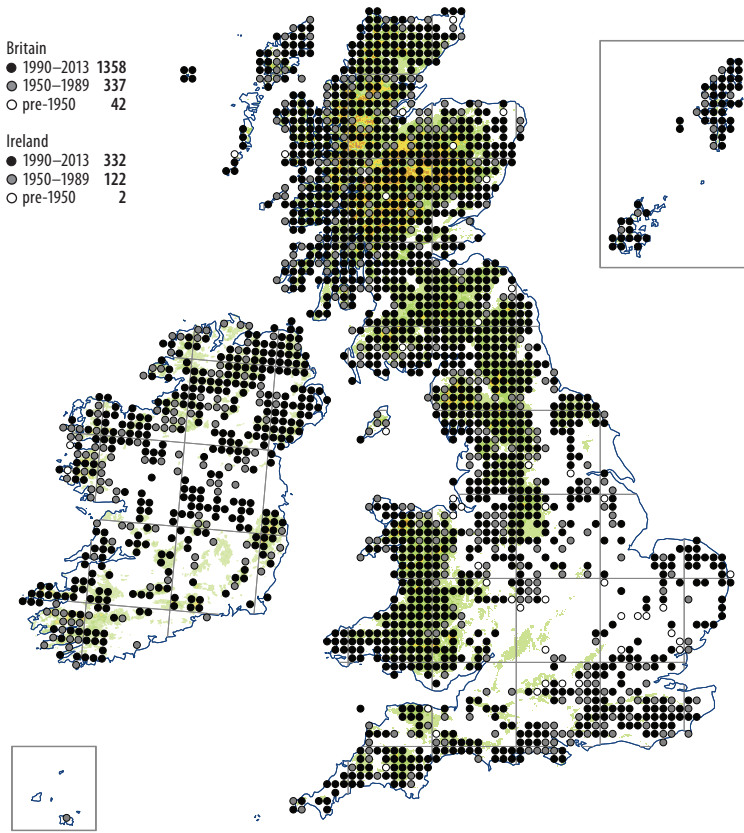 Britain
1990–2013 1358
1950–1989 337
pre-1950 42
Ireland
1990–2013 332
1950–1989 122
pre-1950 2